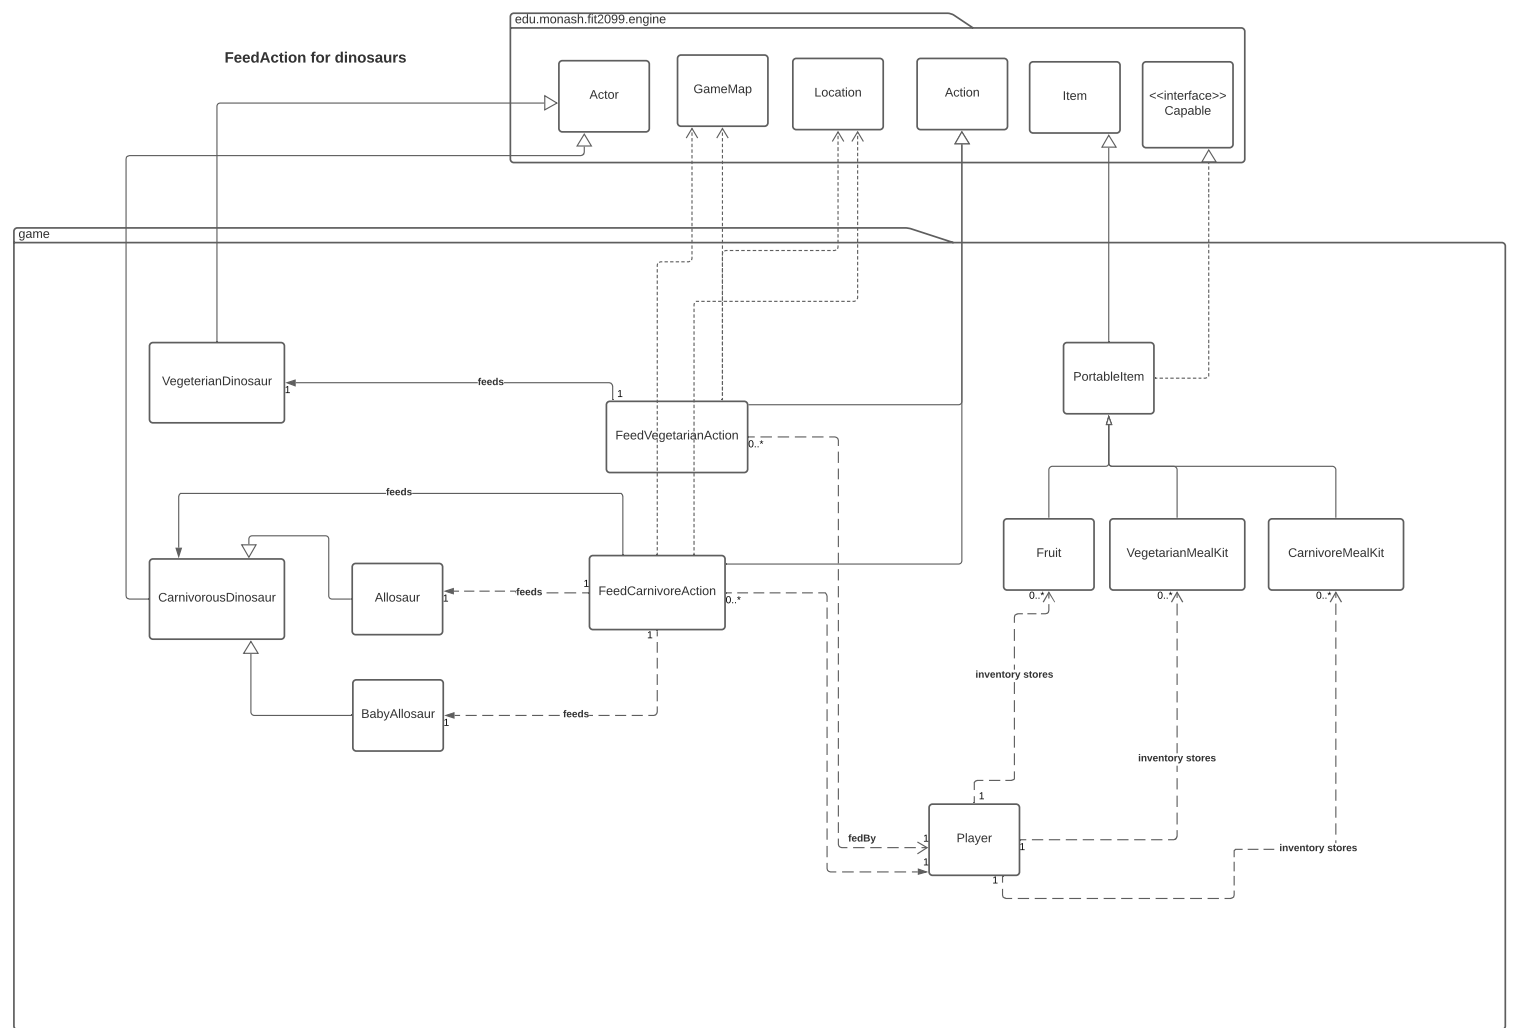 edu.monash.fit2099.engine
FeedAction for dinosaurs
Actor
GameMap
Location
Action
Item
<<interface>>
Capable
game
VegeterianDinosaur
1
feeds
1
FeedVegetarianAction
0..*
PortableItem
feeds
CarnivorousDinosaur
Allosaur
1
feeds
1
FeedCarnivoreAction
0..*
1
Fruit
0..*
VegetarianMealKit
0..*
CarnivoreMealKit
0..*
BabyAllosaur
1
feeds
inventory stores
inventory stores
1
fedBy
1
1
Player
1
1
inventory stores